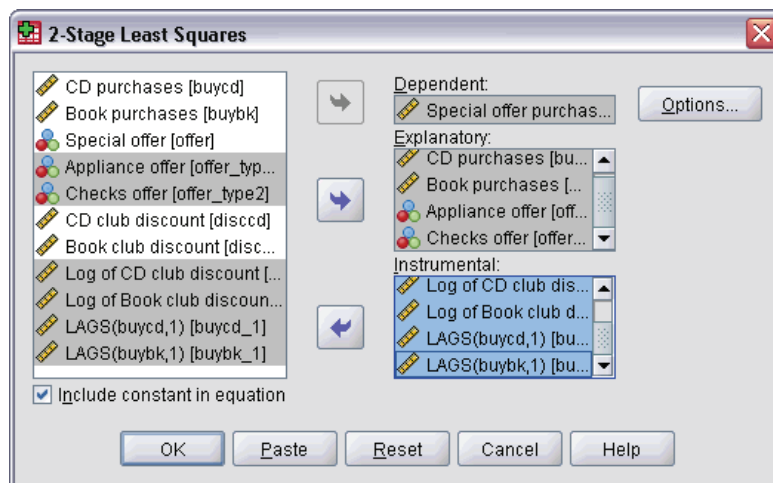 2-Stage Least Squares
CD purchases [buycd]
Book purchases [buybk]
Special offer [offer]
Appliance offer [offer_typ...
Checks offer [offer_type2]
CD club discount [disccd]
Book club discount [disc...
Log of CD club discount [...
Log of Book club discoun...
LAGS(buycd,1) [buycd_1]
LAGS(buybk,1) [buybk_1]
Include constant in equation
Dependent:
Special offer purchas...
Explanatory:
CD purchases [bu...
Book purchases [...
Appliance offer [off...
Checks offer [offer...
Instrumental:
Log of CD club dis...
Log of Book club d...
LAGS(buycd,1) [bu...
LAGS(buybk,1) [bu...
Options...
OK
Paste
Reset
Cancel
Help